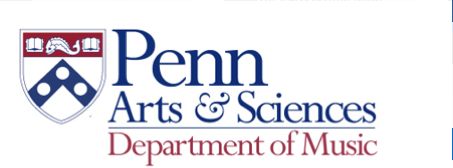 Penn
Arts & Sciences
Department of Music